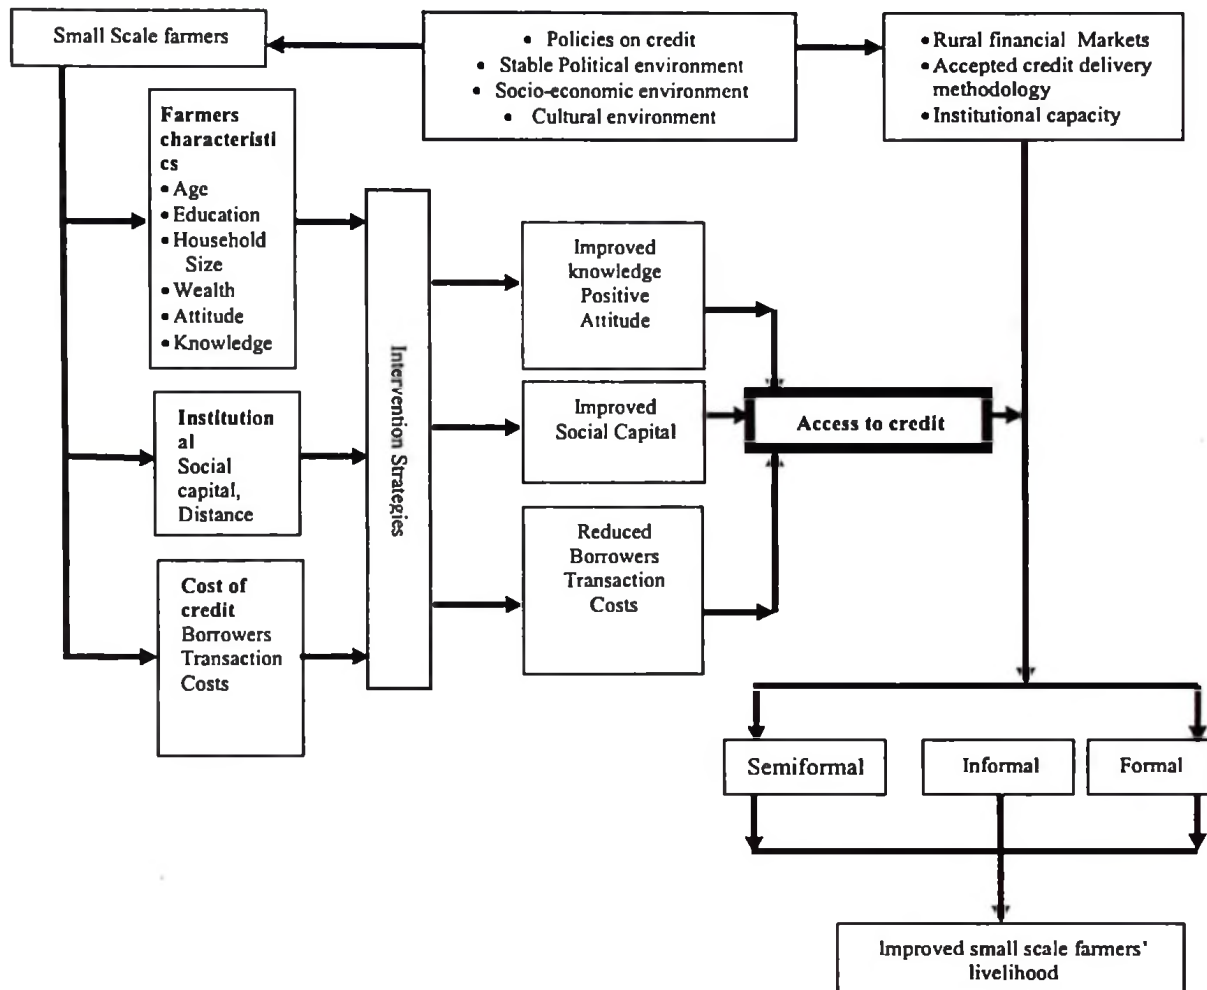 Small Scale farmers
• Policies on credit
• Stable Political environment
• Socio-economic environment
• Cultural environment
• Rural financial Markets
• Accepted credit delivery
methodology
• Institutional capacity
Farmers
characteristi
cs
• Age
• Education
• Household
Size
• Wealth
• Attitude
• Knowledge
Institution
al
Social
capital,
Distance
Cost of
credit
Borrowers
Transaction
Costs
Intervention Strategies
Improved
knowledge
Positive
Attitude
Improved
Social Capital
Reduced
Borrowers
Transaction
Costs
Access to credit
Semiformal
Informal
Formal
Improved small scale farmers'
livelihood